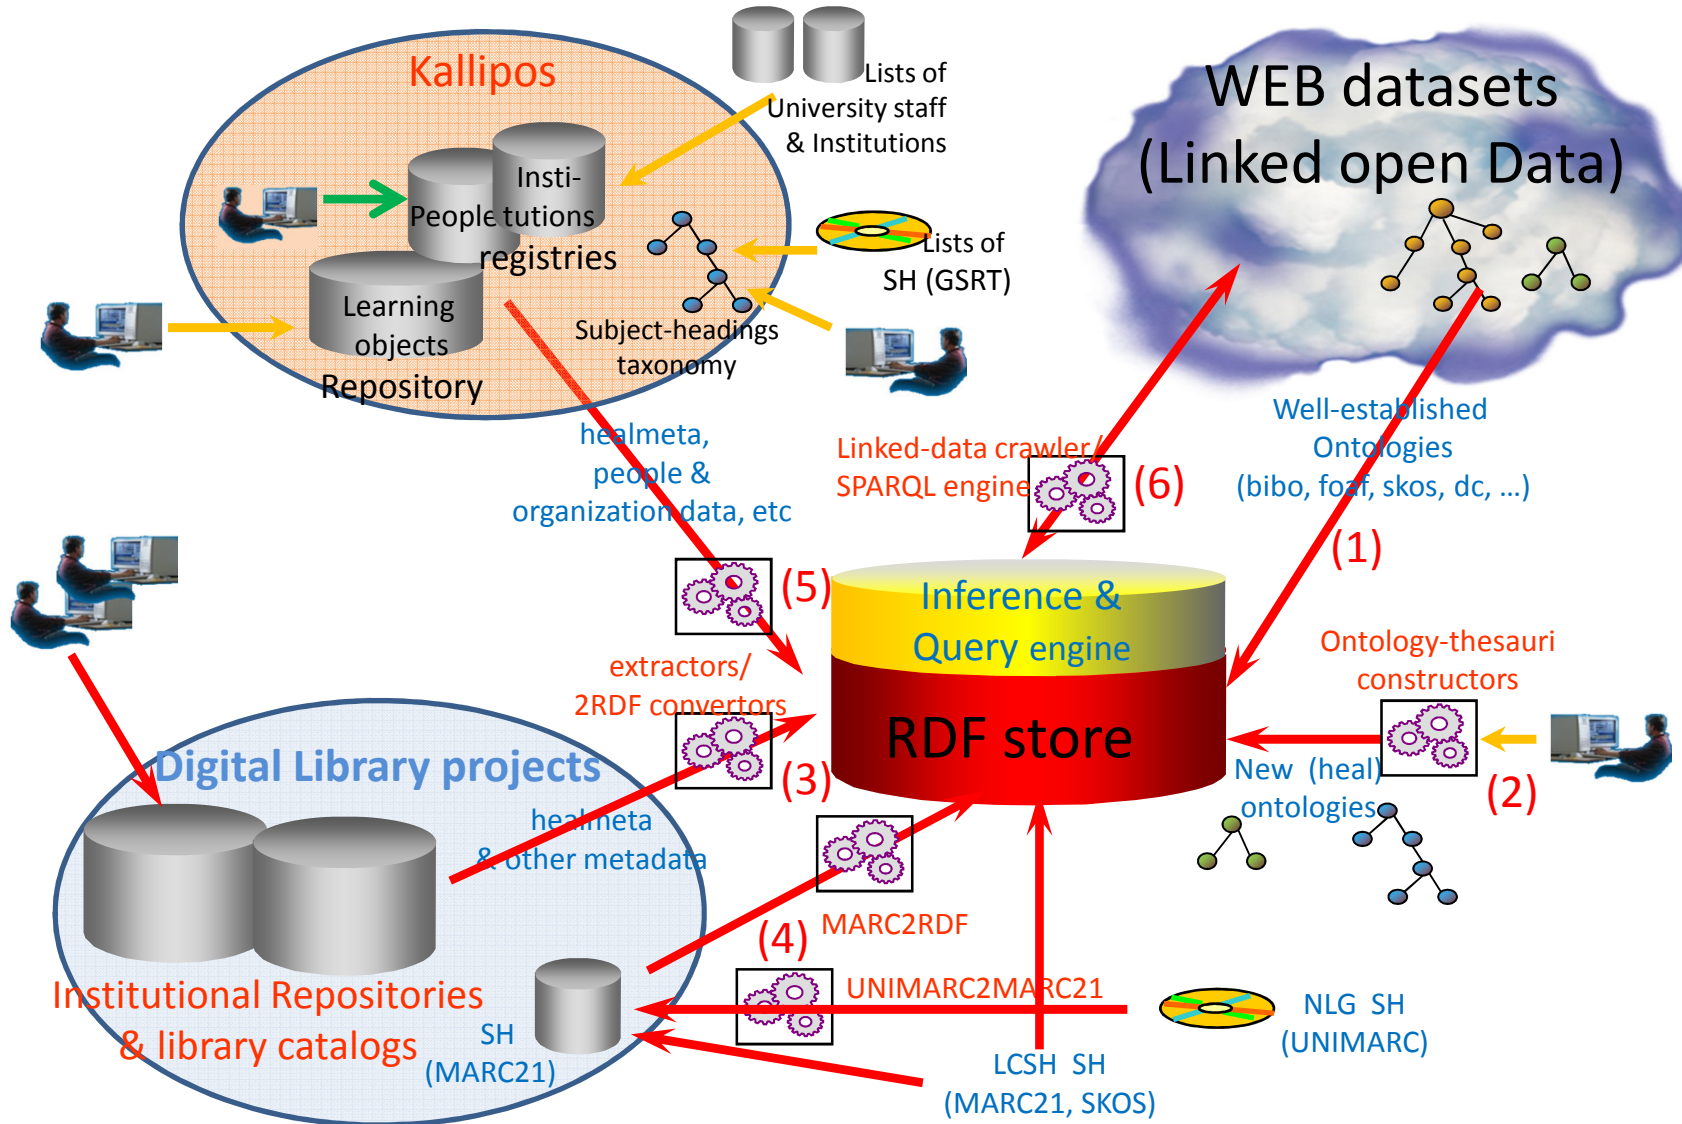 Kallipos
Lists of
University staff
& Institutions
WEB datasets
(Linked open Data)
Insti-
People
tutions
registries
Lists of
SH (GSRT)
Learning
objects
Repository
Subject-headings
taxonomy
healmeta,
people &
organization data, etc
Linked-data crawler/
SPARQL engine
(6)
Well-established
Ontologies
(bibo, foaf, skos, dc, ...)
(1)
(5)
Inference &
Query engine
RDF store
extractors/
2RDF convertors
(3)
Ontology-thesauri
constructors
(2)
New (heal)
ontologies
Digital Library projects
healmeta
& other metadata
Institutional Repositories
& library catalogs
SH
(MARC21)
(4)
MARC2RDF
UNIMARC2MARC21
NLG SH
(UNIMARC)
LCSH SH
(MARC21, SKOS)